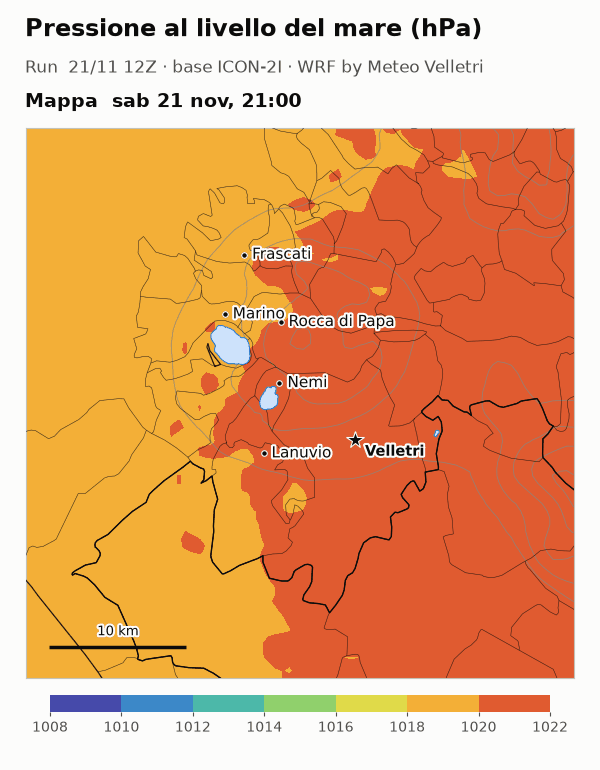 Pressione al livello del mare (hPa)
Run  21/11 12Z · base ICON-2I · WRF by Meteo Velletri
Mappa  sab 21 nov, 21:00
Frascati
Marino
Rocca di Papa
Nemi
Velletri
Lanuvio
10 km
1008 1010 1012 1014 1016 1018 1020 1022